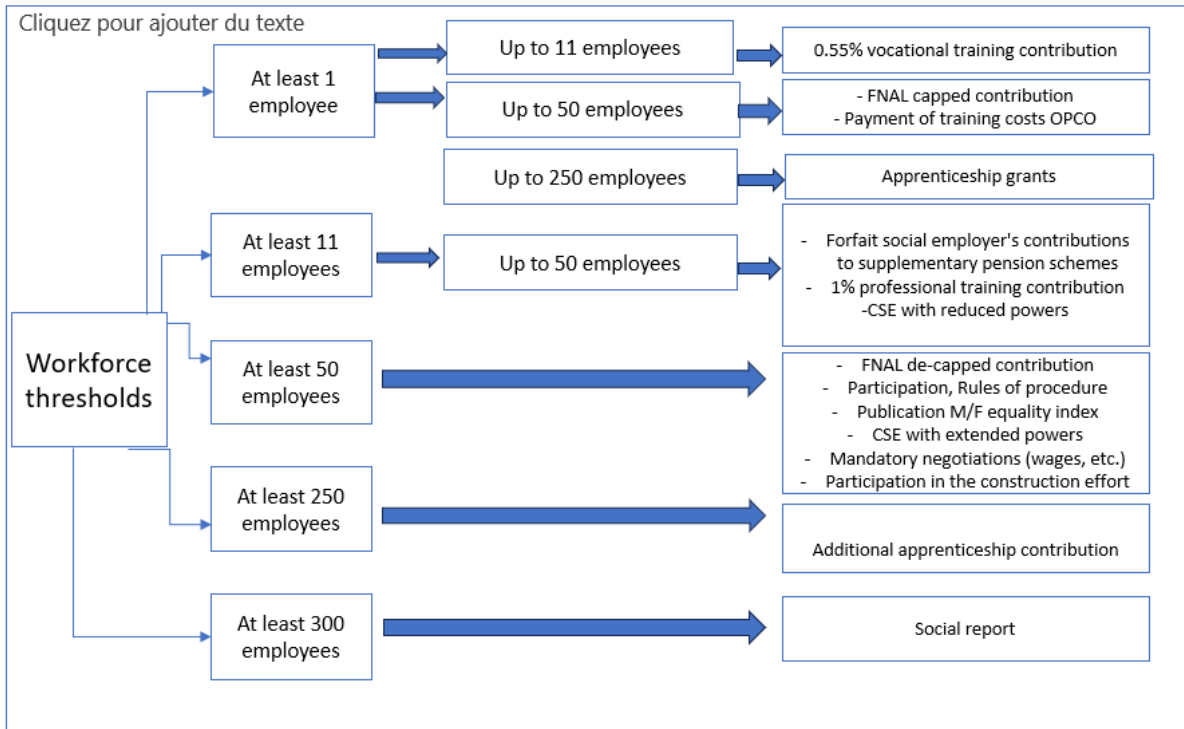 Cliquez pour ajouter du texte
At least 1
employee
Up to 11 employees
0.55% vocational training contribution
Up to 50 employees
- FNAL capped contribution
- Payment of training costs OPCO
Up to 250 employees
Apprenticeship grants
At least 11
employees
Up to 50 employees
- Forfait social employer's contributions
to supplementary pension schemes
- 1% professional training contribution
-CSE with reduced powers
Workforce
thresholds
At least 50
employees
- FNAL de-capped contribution
- Participation, Rules of procedure
- Publication M/F equality index
- CSE with extended powers
- Mandatory negotiations (wages, etc.)
- Participation in the construction effort
At least 250
employees
Additional apprenticeship contribution
At least 300
employees
Social report